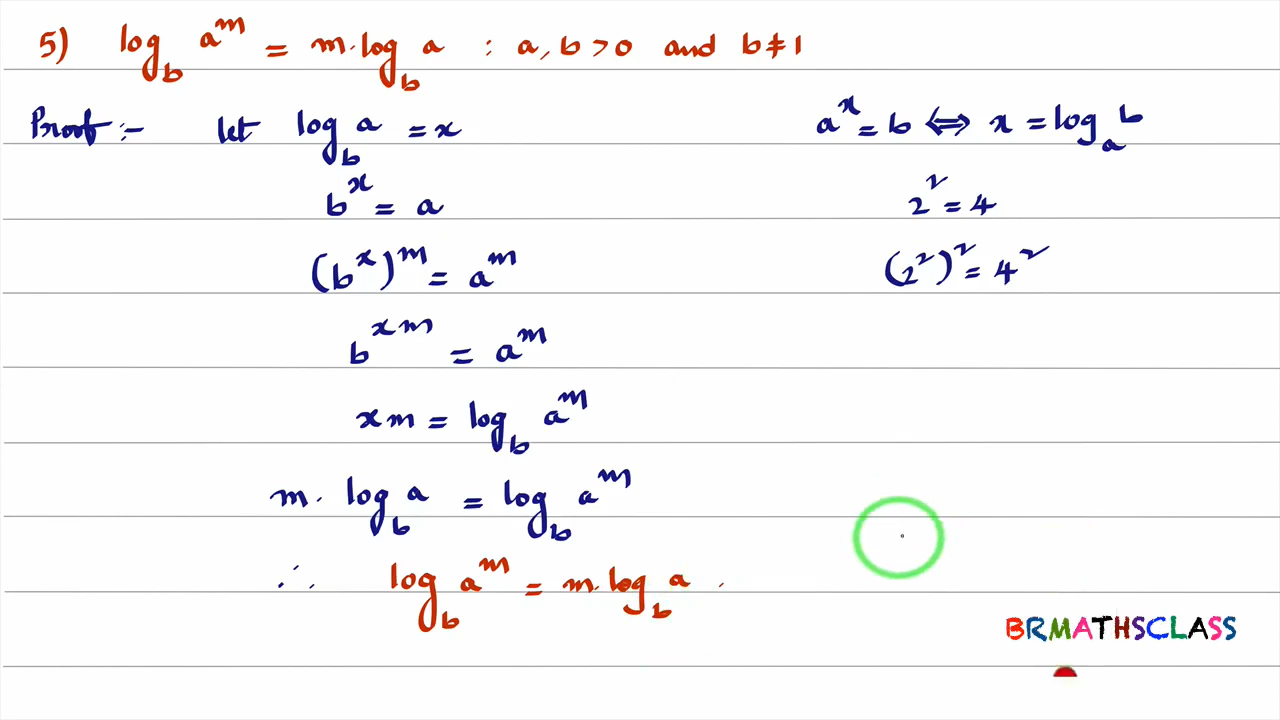 5) log_b a^m = m·log_b a : a, b > 0 and b ≠ 1
Proof :- let log_b a = x
a^x = b ⇔ x = log_a b
b^x = a
2^2 = 4
(b^x)^m = a^m
(2^2)^2 = 4^2
b^xm = a^m
xm = log_b a^m
m· log_b a = log_b a^m
∴ log_b a^m = m·log_b a .
BRMATHSCLASS